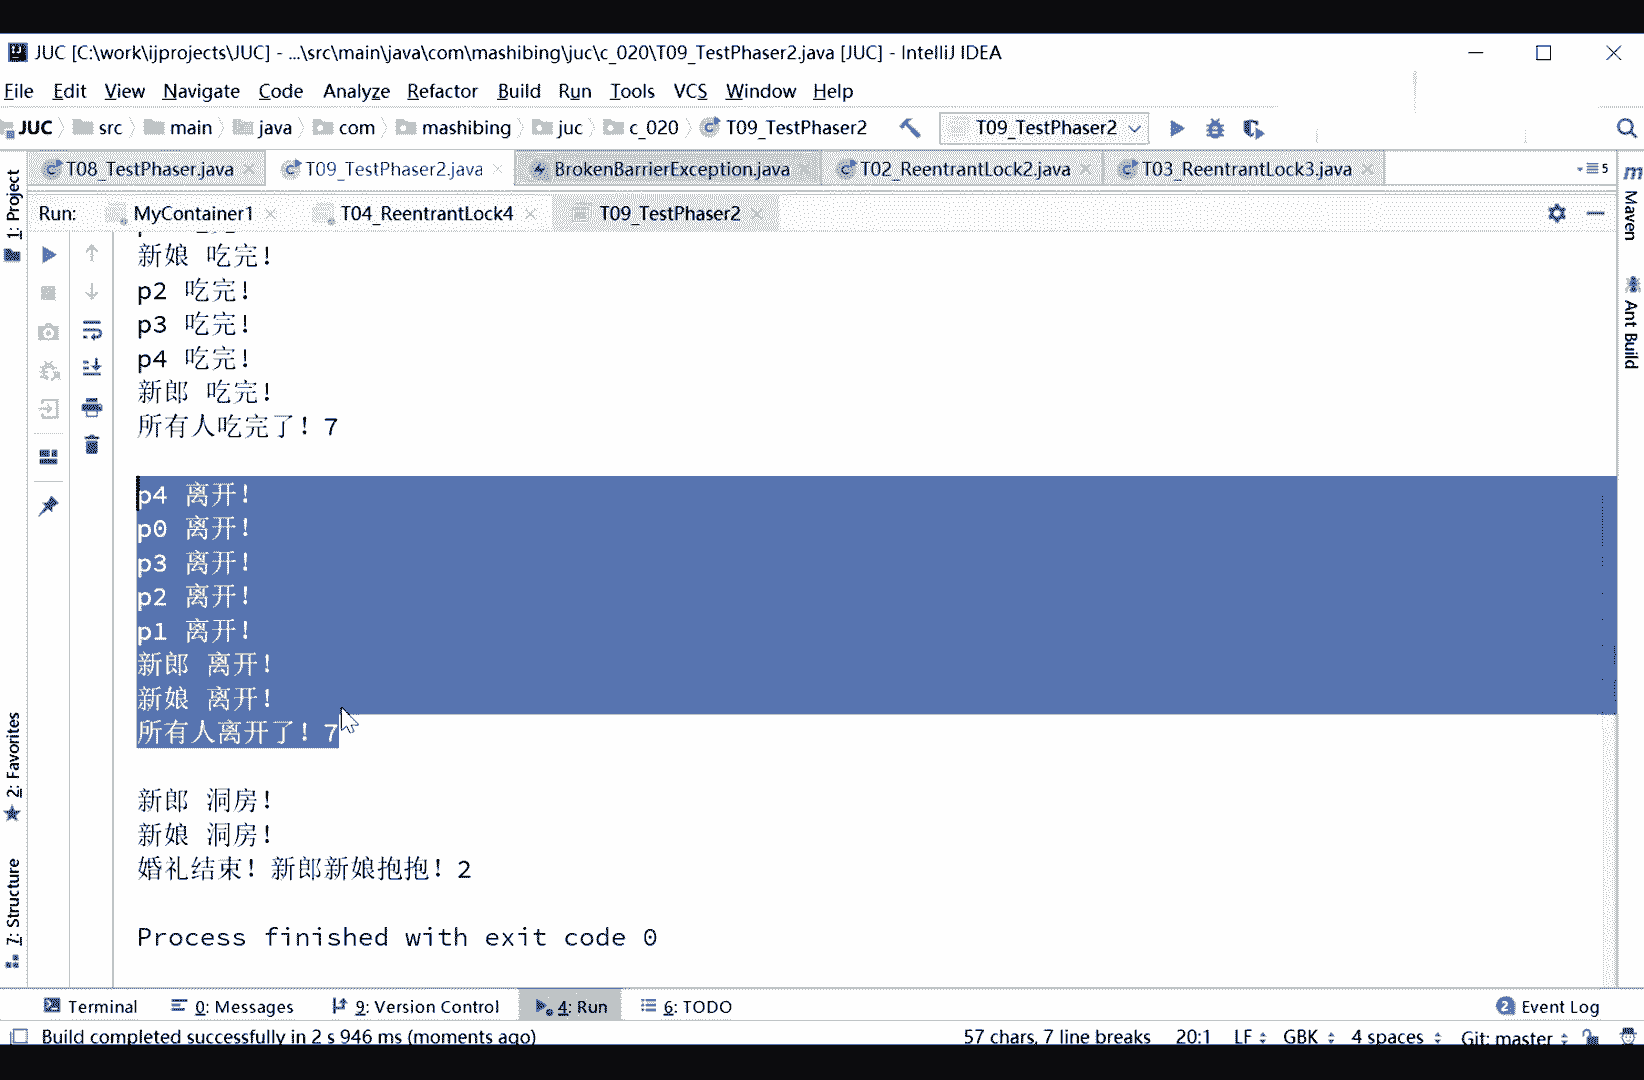 JUC [C:\work\ijprojects\JUC] - ...\src\main\java\com\mashibing\juc\c_020\T09_TestPhaser2.java [JUC] - IntelliJ IDEA
File Edit View Navigate Code Analyze Refactor Build Run Tools VCS Window Help
JUC src main java com mashibing juc c_020 T09_TestPhaser2 T09_TestPhaser2
T08_TestPhaser.java T09_TestPhaser2.java BrokenBarrierException.java T02_ReentrantLock2.java T03_ReentrantLock3.java 5
Run: MyContainer1 T04_ReentrantLock4 T09_TestPhaser2
1: Project
Maven
Ant Build
新娘 吃完!
p2 吃完!
p3 吃完!
p4 吃完!
新郎 吃完!
所有人吃完了! 7
p4 离开!
p0 离开!
p3 离开!
p2 离开!
p1 离开!
新郎 离开!
新娘 离开!
所有人离开了! 7
新郎 洞房!
新娘 洞房!
婚礼结束! 新郎新娘抱抱! 2
Process finished with exit code 0
2: Favorites
7: Structure
Terminal 0: Messages 9: Version Control 4: Run 6: TODO 2 Event Log
Build completed successfully in 2 s 946 ms (moments ago) 57 chars, 7 line breaks 20:1 LF GBK 4 spaces Git: master